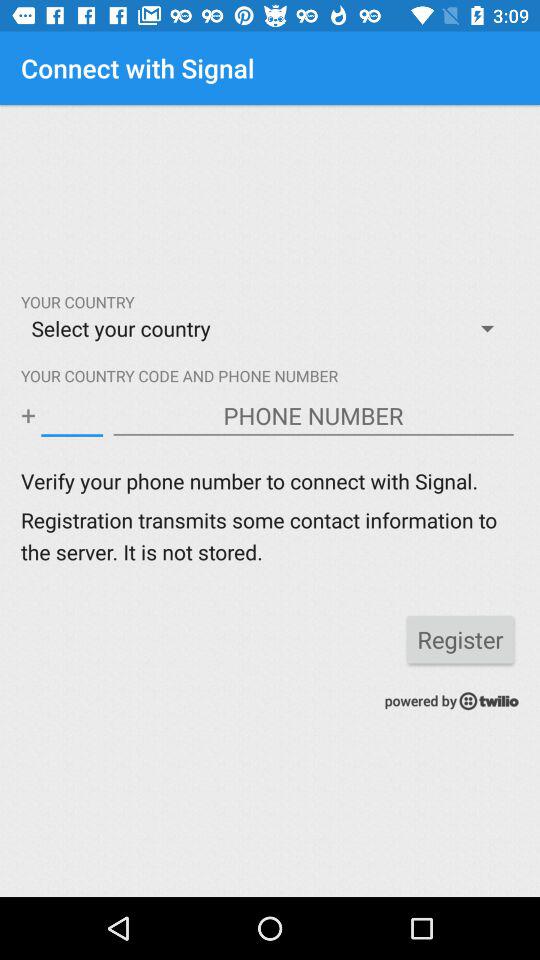 3:09
Connect with Signal
YOUR COUNTRY
Select your country
YOUR COUNTRY CODE AND PHONE NUMBER
+ PHONE NUMBER
Verify your phone number to connect with Signal.
Registration transmits some contact information to
the server. It is not stored.
Register
powered by twilio